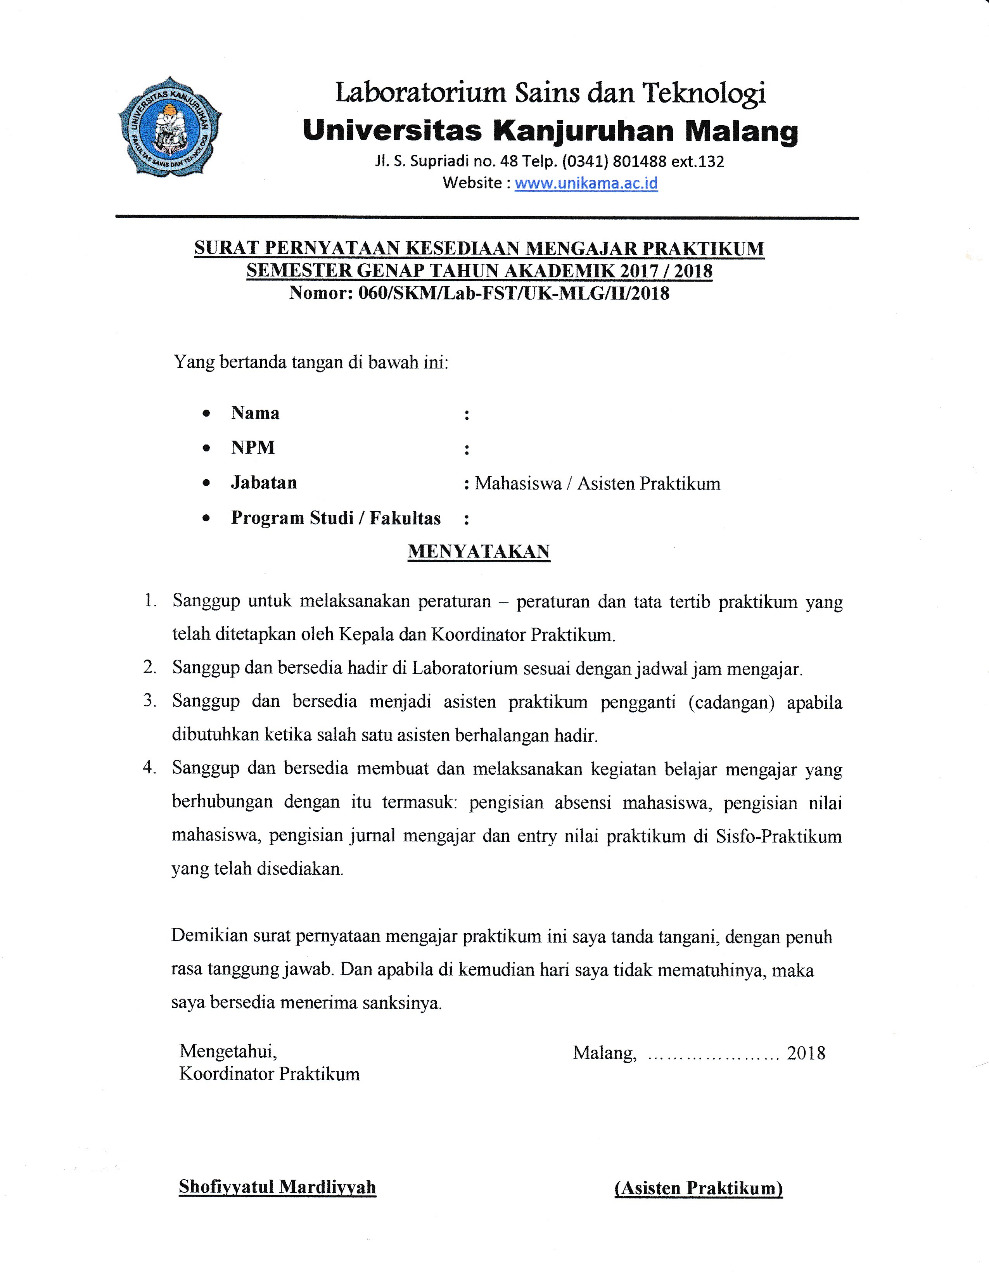 UNIVERSITAS KANJURUHAN
FAKULTAS SAINS DAN TEKNOLOGI
Laboratorium Sains dan Teknologi
Universitas Kanjuruhan Malang
Jl. S. Supriadi no. 48 Telp. (0341) 801488 ext.132
Website : www.unikama.ac.id
SURAT PERNYATAAN KESEDIAAN MENGAJAR PRAKTIKUM
SEMESTER GENAP TAHUN AKADEMIK 2017 / 2018
Nomor: 060/SKM/Lab-FST/UK-MLG/II/2018
Yang bertanda tangan di bawah ini:
• Nama :
• NPM :
• Jabatan : Mahasiswa / Asisten Praktikum
• Program Studi / Fakultas :
MENYATAKAN
1. Sanggup untuk melaksanakan peraturan – peraturan dan tata tertib praktikum yang
telah ditetapkan oleh Kepala dan Koordinator Praktikum.
2. Sanggup dan bersedia hadir di Laboratorium sesuai dengan jadwal jam mengajar.
3. Sanggup dan bersedia menjadi asisten praktikum pengganti (cadangan) apabila
dibutuhkan ketika salah satu asisten berhalangan hadir.
4. Sanggup dan bersedia membuat dan melaksanakan kegiatan belajar mengajar yang
berhubungan dengan itu termasuk: pengisian absensi mahasiswa, pengisian nilai
mahasiswa, pengisian jurnal mengajar dan entry nilai praktikum di Sisfo-Praktikum
yang telah disediakan.
Demikian surat pernyataan mengajar praktikum ini saya tanda tangani, dengan penuh
rasa tanggung jawab. Dan apabila di kemudian hari saya tidak mematuhinya, maka
saya bersedia menerima sanksinya.
Mengetahui,
Koordinator Praktikum
Malang, ………………… 2018
Shofiyyatul Mardliyyah
(Asisten Praktikum)